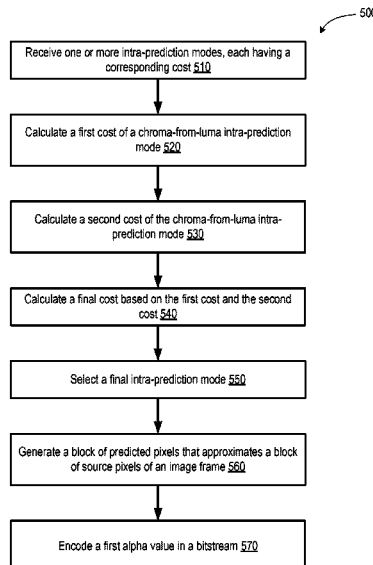 500
Receive one or more intra-prediction modes, each having a
corresponding cost 510
Calculate a first cost of a chroma-from-luma intra-prediction
mode 520
Calculate a second cost of the chroma-from-luma intra-
prediction mode 530
Calculate a final cost based on the first cost and the second
cost 540
Select a final intra-prediction mode 550
Generate a block of predicted pixels that approximates a block
of source pixels of an image frame 560
Encode a first alpha value in a bitstream 570